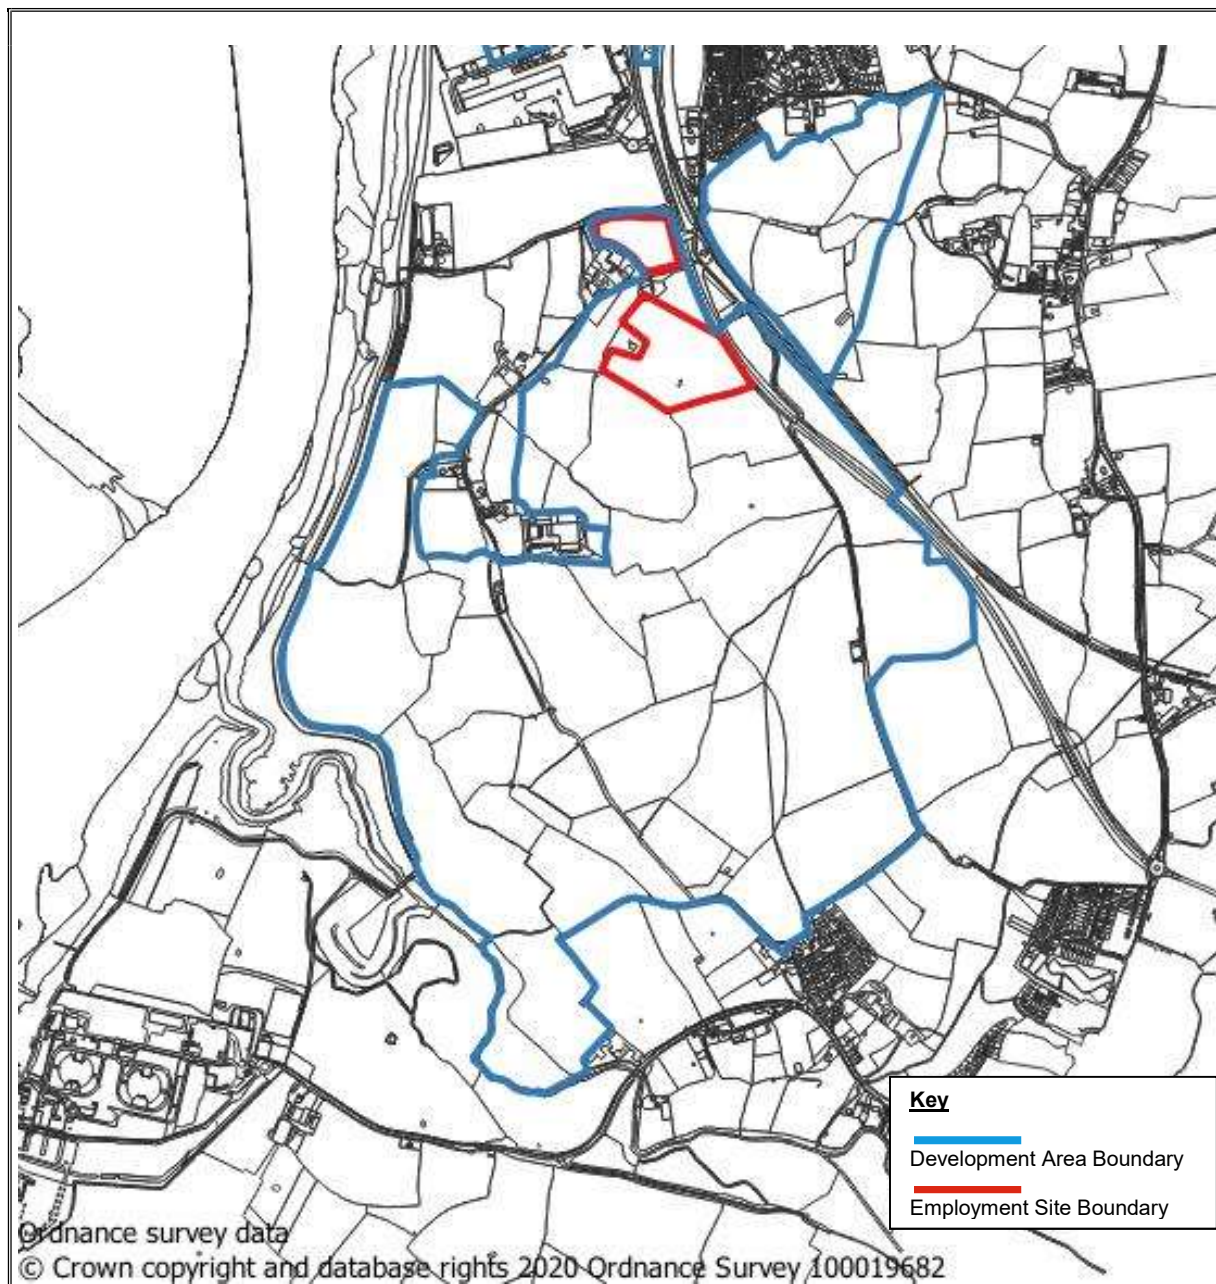 Key
Development Area Boundary
Employment Site Boundary
Ordnance survey data
© Crown copyright and database rights 2020 Ordnance Survey 100019682